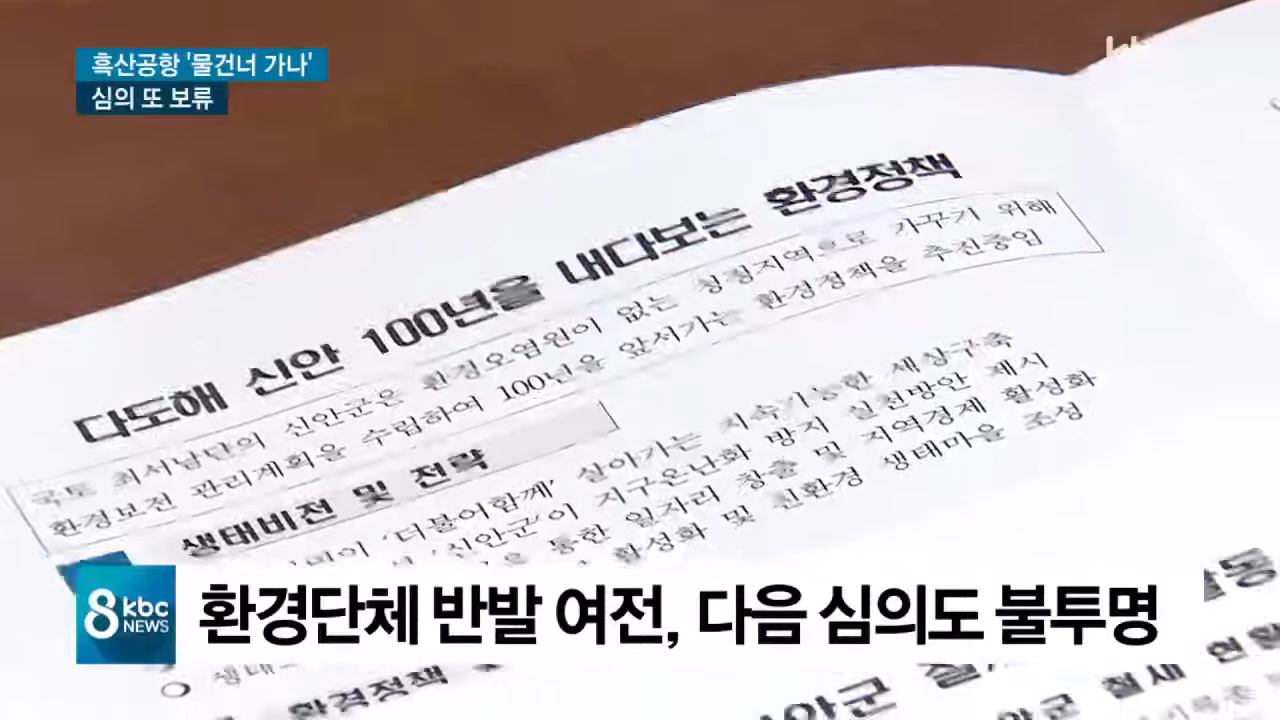 흑산공항 '물건너 가나'
심의 또 보류
kbc
다도해 신안 100년을 내다보는 환경정책
국토 최서남단의 신안군은 환경오염원이 없는 청정지역으로 가꾸기 위해
환경보전 관리계획을 수립하여 100년을 앞서가는 환경정책을 추진중임
생태비전 및 전략
'더불어함께' 살아가는 지속가능한 세상구축
'신안군'이 지구온난화 방지 실천방안 제시
통한 일자리 창출 및 지역경제 활성화
활성화 및 친환경 생태마을 조성
8 kbc NEWS
환경단체 반발 여전, 다음 심의도 불투명
환경정책
철새 현황